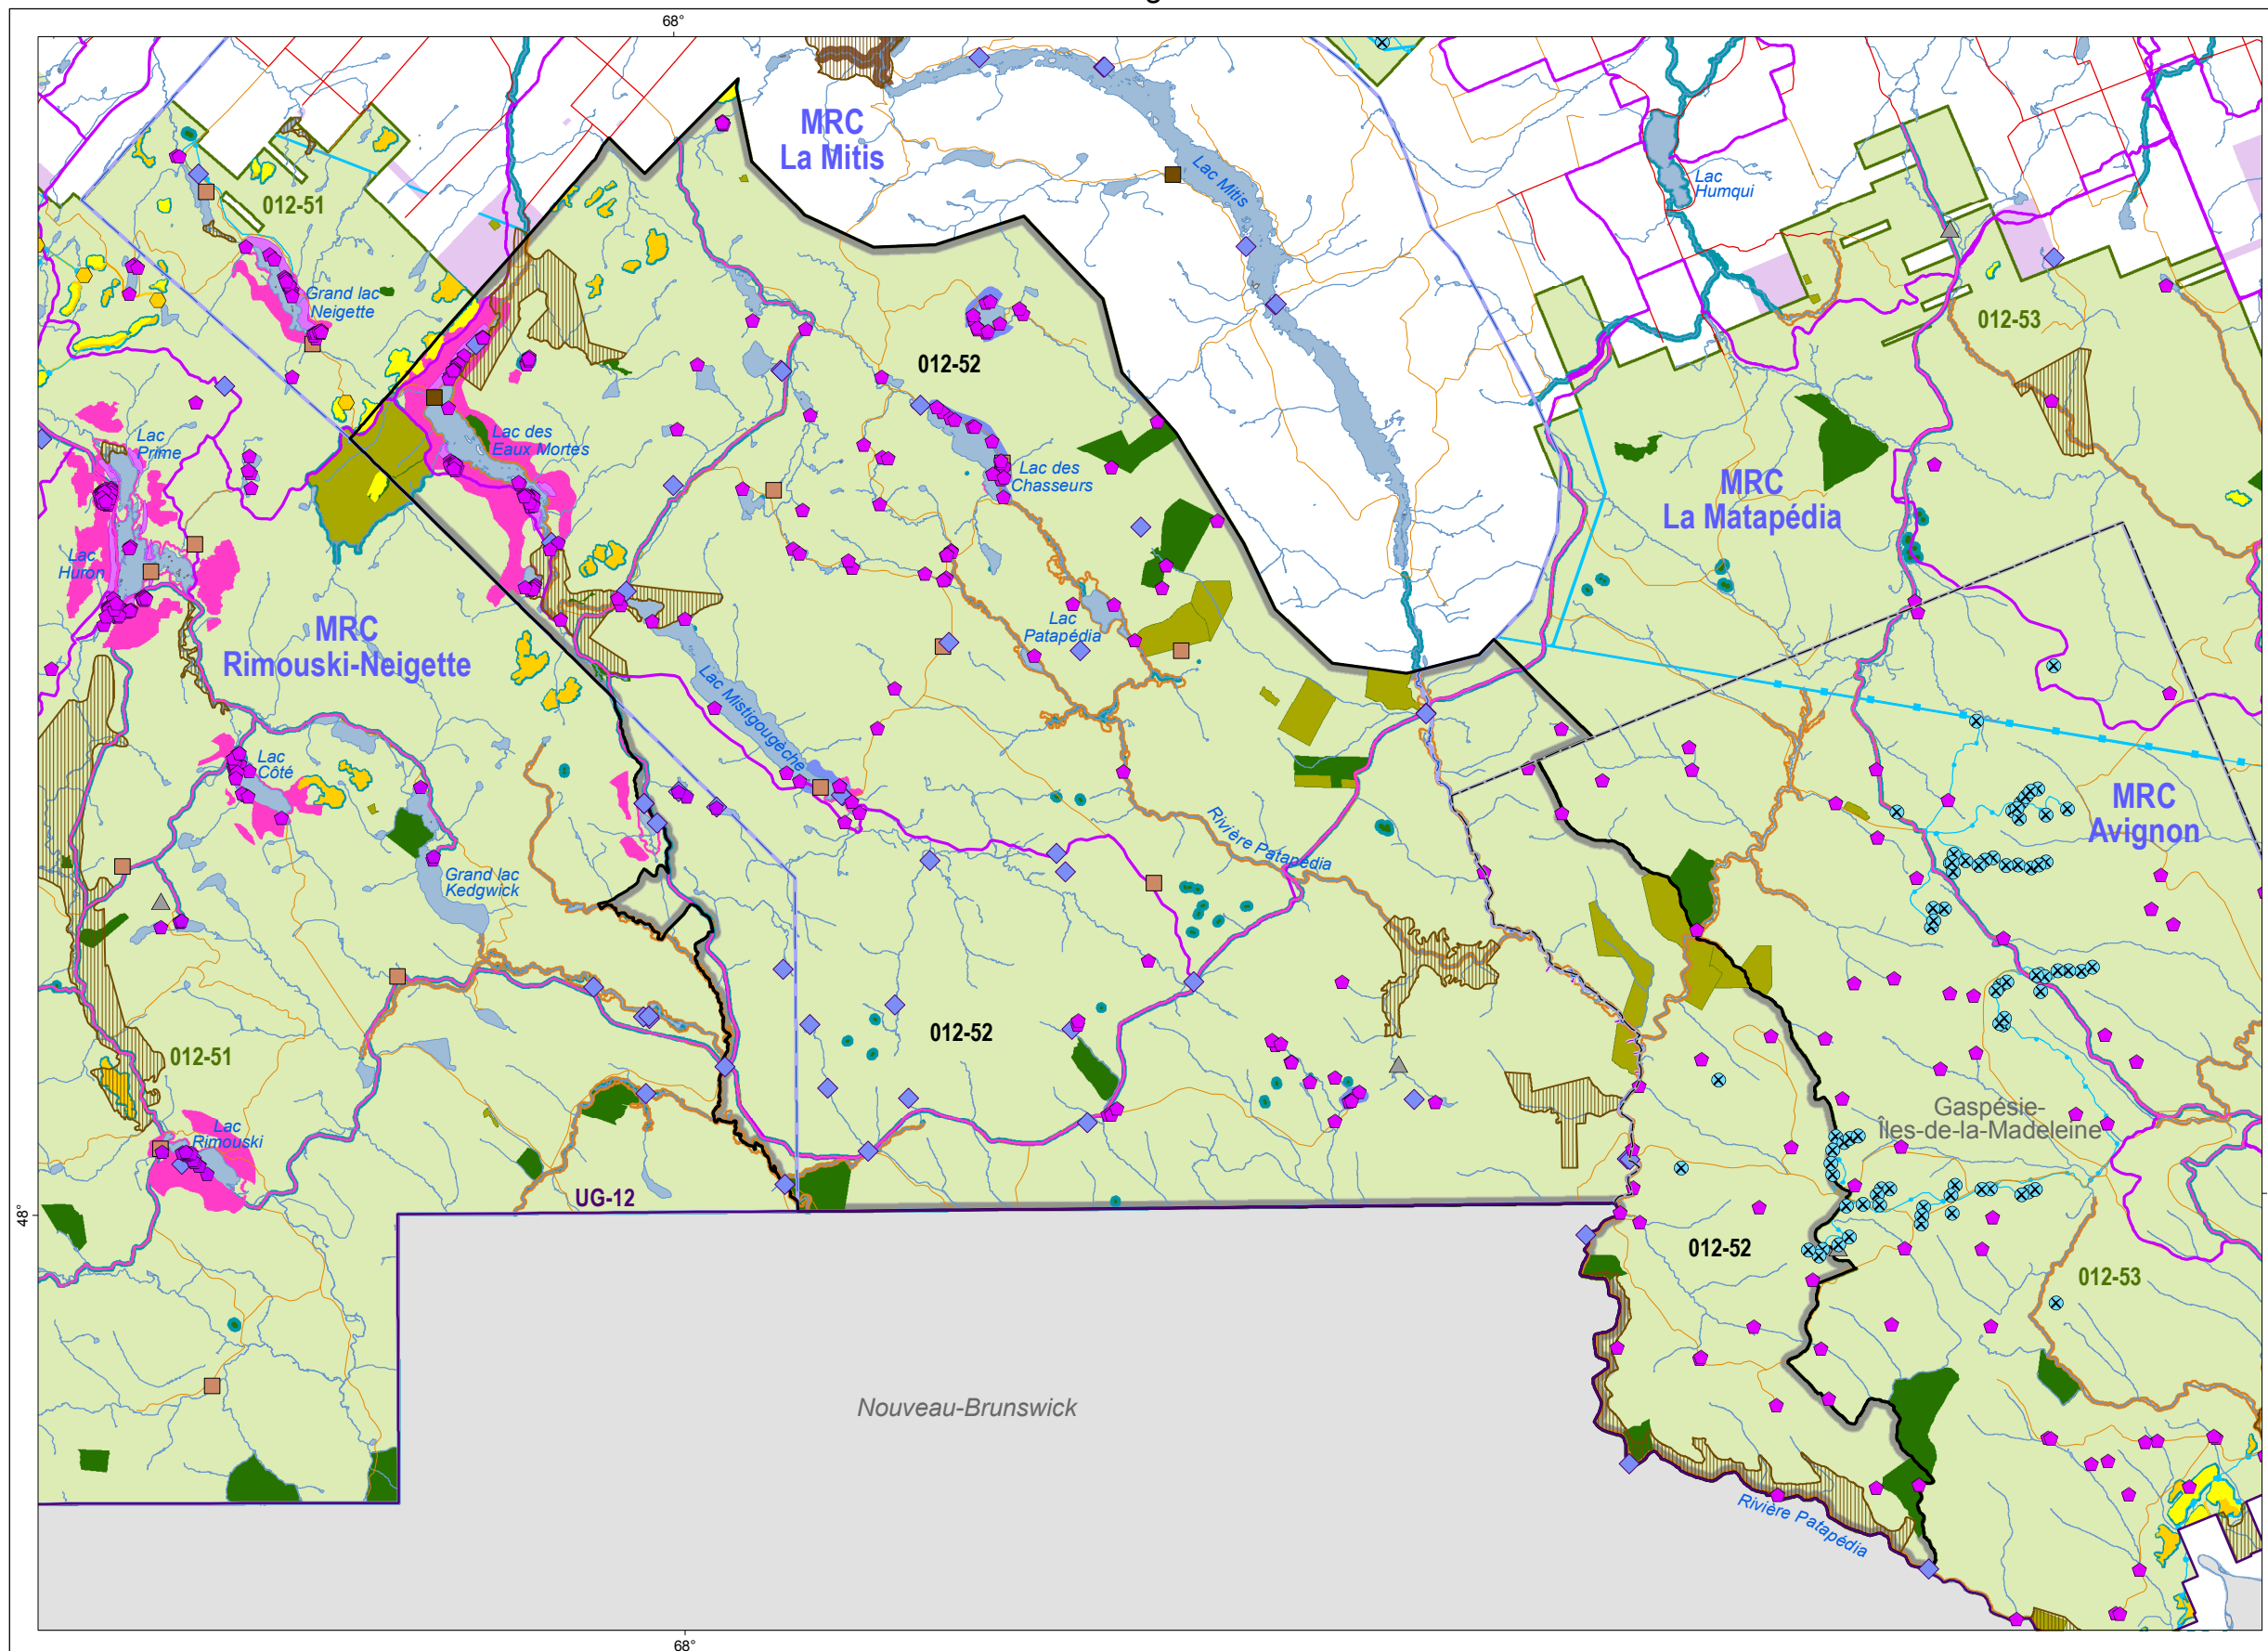 68°
MRC
La Mitis
Lac Mitis
Lac
Humqui
012-51
012-53
Grand lac
Neigette
012-52
Lac
Prime
Lac des
Eaux Mortes
Lac des
Chasseurs
MRC
La Matapédia
Lac
Huron
MRC
Rimouski-Neigette
Lac
Patapédia
Lac Mistigougèche
Lac
Côté
MRC
Avignon
Rivière Patapédia
Grand lac
Kedgwick
012-52
012-51
Gaspésie-
Îles-de-la-Madeleine
Lac
Rimouski
UG-12
48°
012-52
012-53
Nouveau-Brunswick
Rivière Patapédia
68°